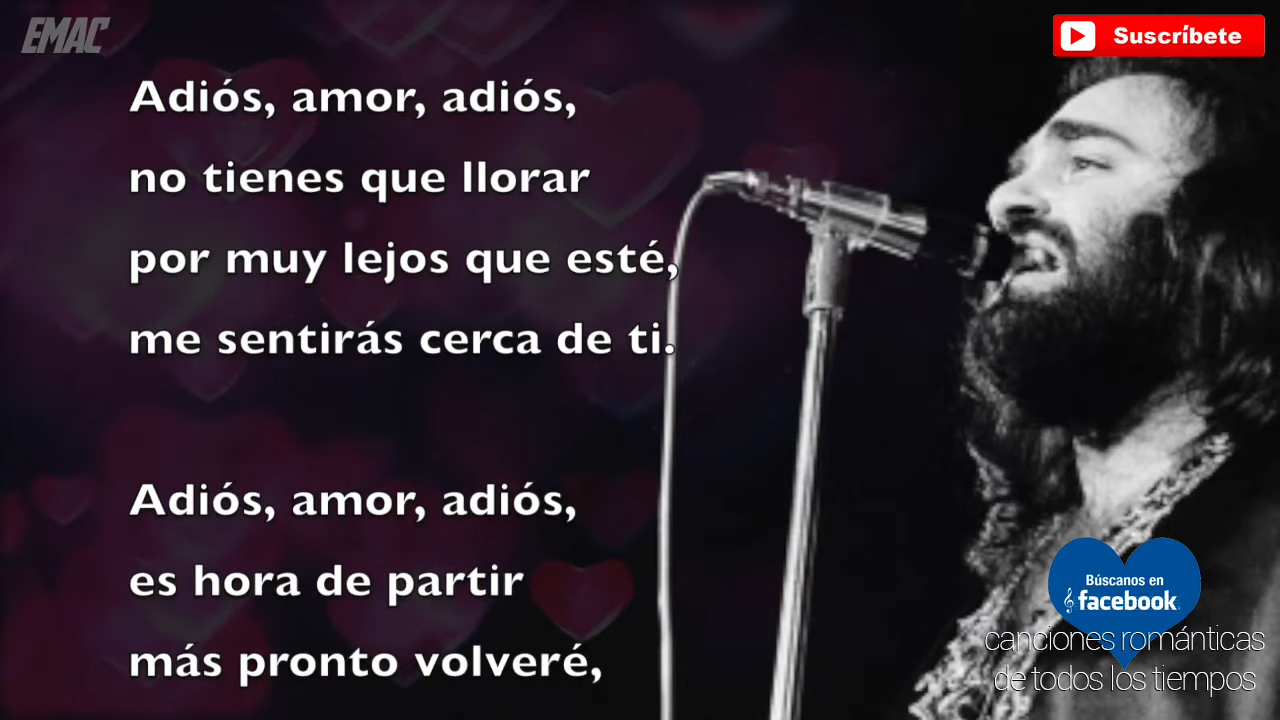 EMAC
Suscríbete
Adiós, amor, adiós,
no tienes que llorar
por muy lejos que esté,
me sentirás cerca de ti.
Adiós, amor, adiós,
es hora de partir
más pronto volveré,
Búscanos en
facebook
canciones románticas
de todos los tiempos